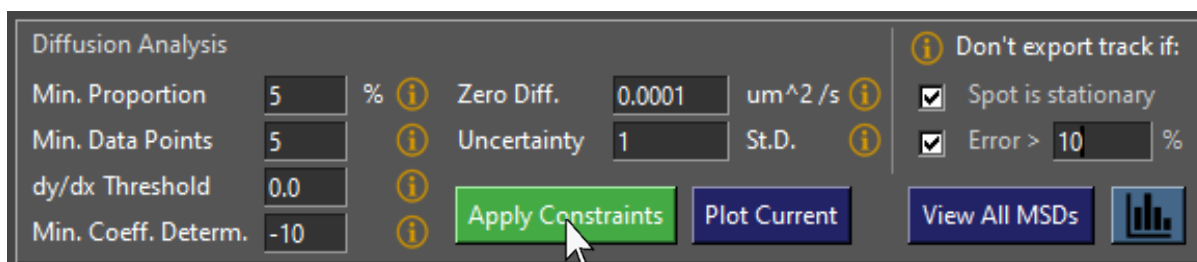 Diffusion Analysis
Min. Proportion 5 %
Min. Data Points 5
dy/dx Threshold 0.0
Min. Coeff. Determ. -10
Zero Diff. 0.0001 um^2 /s
Uncertainty 1 St.D.
Apply Constraints Plot Current
Don't export track if:
Spot is stationary
Error > 10 %
View All MSDs